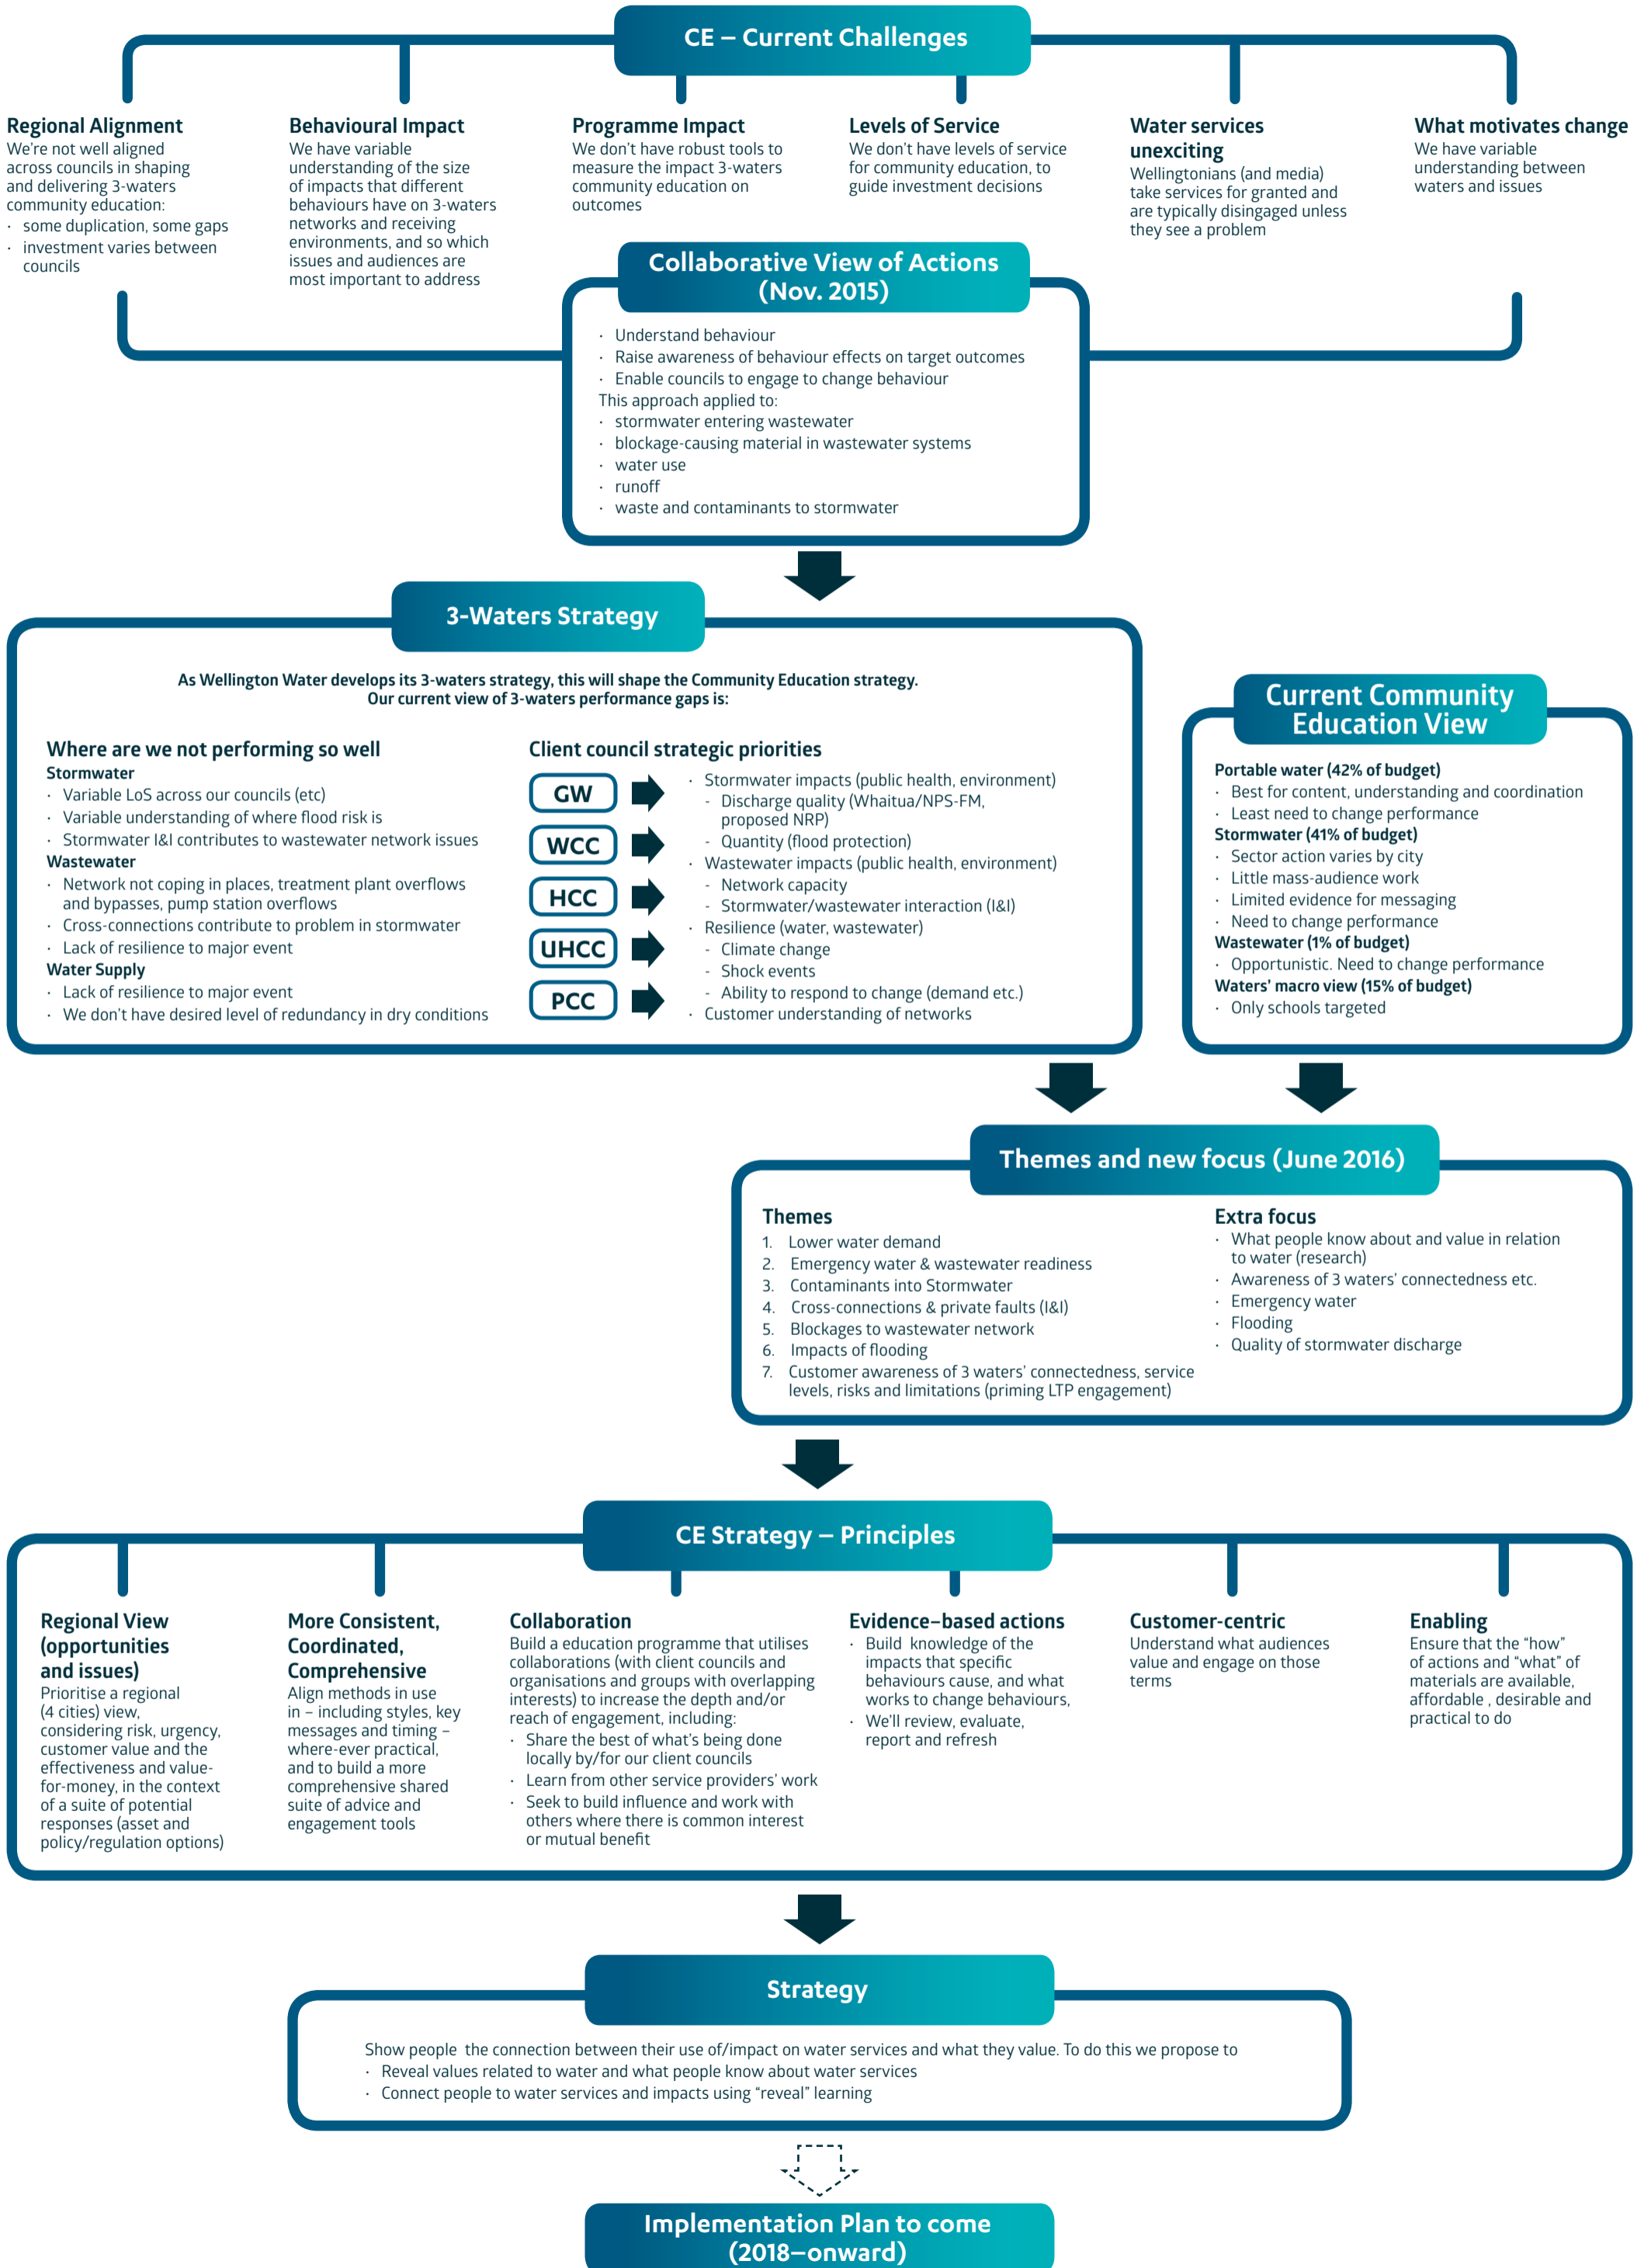 CE – Current Challenges
Regional Alignment
We're not well aligned
across councils in shaping
and delivering 3-waters
community education:
· some duplication, some gaps
· investment varies between
councils
Behavioural Impact
We have variable
understanding of the size
of impacts that different
behaviours have on 3-waters
networks and receiving
environments, and so which
issues and audiences are
most important to address
Programme Impact
We don't have robust tools to
measure the impact 3-waters
community education on
outcomes
Levels of Service
We don't have levels of service
for community education, to
guide investment decisions
Water services
unexciting
Wellingtonians (and media)
take services for granted and
are typically disingaged unless
they see a problem
What motivates change
We have variable
understanding between
waters and issues
Collaborative View of Actions
(Nov. 2015)
· Understand behaviour
· Raise awareness of behaviour effects on target outcomes
· Enable councils to engage to change behaviour
This approach applied to:
· stormwater entering wastewater
· blockage-causing material in wastewater systems
· water use
· runoff
· waste and contaminants to stormwater
3-Waters Strategy
As Wellington Water develops its 3-waters strategy, this will shape the Community Education strategy.
Our current view of 3-waters performance gaps is:
Where are we not performing so well
Stormwater
· Variable LoS across our councils (etc)
· Variable understanding of where flood risk is
· Stormwater I&I contributes to wastewater network issues
Wastewater
· Network not coping in places, treatment plant overflows
and bypasses, pump station overflows
· Cross-connections contribute to problem in stormwater
· Lack of resilience to major event
Water Supply
· Lack of resilience to major event
· We don't have desired level of redundancy in dry conditions
Client council strategic priorities
GW
WCC
HCC
UHCC
PCC
· Stormwater impacts (public health, environment)
- Discharge quality (Whaitua/NPS-FM,
proposed NRP)
- Quantity (flood protection)
· Wastewater impacts (public health, environment)
- Network capacity
- Stormwater/wastewater interaction (I&I)
· Resilience (water, wastewater)
- Climate change
- Shock events
- Ability to respond to change (demand etc.)
· Customer understanding of networks
Current Community
Education View
Portable water (42% of budget)
· Best for content, understanding and coordination
· Least need to change performance
Stormwater (41% of budget)
· Sector action varies by city
· Little mass-audience work
· Limited evidence for messaging
· Need to change performance
Wastewater (1% of budget)
· Opportunistic. Need to change performance
Waters' macro view (15% of budget)
· Only schools targeted
Themes and new focus (June 2016)
Themes
1. Lower water demand
2. Emergency water & wastewater readiness
3. Contaminants into Stormwater
4. Cross-connections & private faults (I&I)
5. Blockages to wastewater network
6. Impacts of flooding
7. Customer awareness of 3 waters' connectedness, service
levels, risks and limitations (priming LTP engagement)
Extra focus
· What people know about and value in relation
to water (research)
· Awareness of 3 waters' connectedness etc.
· Emergency water
· Flooding
· Quality of stormwater discharge
CE Strategy – Principles
Regional View
(opportunities
and issues)
Prioritise a regional
(4 cities) view,
considering risk, urgency,
customer value and the
effectiveness and value-
for-money, in the context
of a suite of potential
responses (asset and
policy/regulation options)
More Consistent,
Coordinated,
Comprehensive
Align methods in use
in – including styles, key
messages and timing –
where-ever practical,
and to build a more
comprehensive shared
suite of advice and
engagement tools
Collaboration
Build a education programme that utilises
collaborations (with client councils and
organisations and groups with overlapping
interests) to increase the depth and/or
reach of engagement, including:
· Share the best of what's being done
locally by/for our client councils
· Learn from other service providers' work
· Seek to build influence and work with
others where there is common interest
or mutual benefit
Evidence–based actions
· Build knowledge of the
impacts that specific
behaviours cause, and what
works to change behaviours,
· We'll review, evaluate,
report and refresh
Customer-centric
Understand what audiences
value and engage on those
terms
Enabling
Ensure that the "how"
of actions and "what" of
materials are available,
affordable , desirable and
practical to do
Strategy
Show people the connection between their use of/impact on water services and what they value. To do this we propose to
· Reveal values related to water and what people know about water services
· Connect people to water services and impacts using "reveal" learning
Implementation Plan to come
(2018–onward)